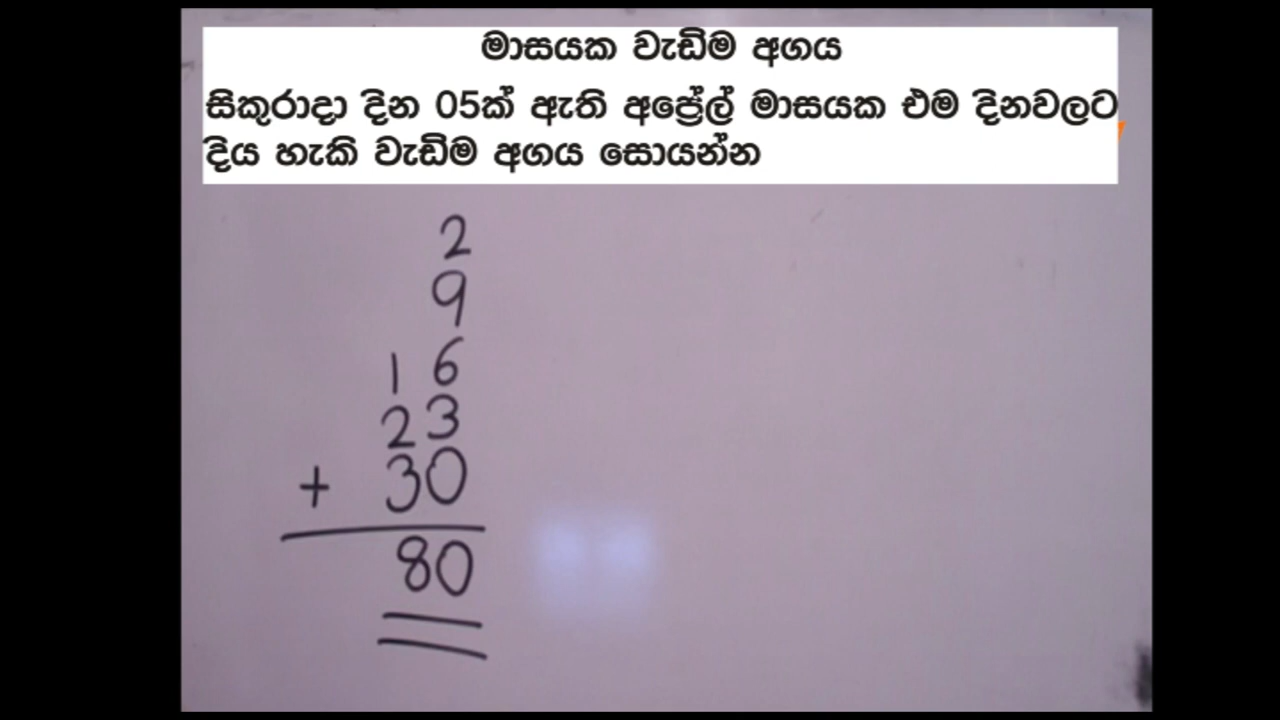 මාසයක වැඩිම අගය
සිකුරාදා දින 05ක් ඇති අප්‍රේල් මාසයක එම දිනවලට
දිය හැකි වැඩිම අගය සොයන්න
2
9
16
23
+ 30
80